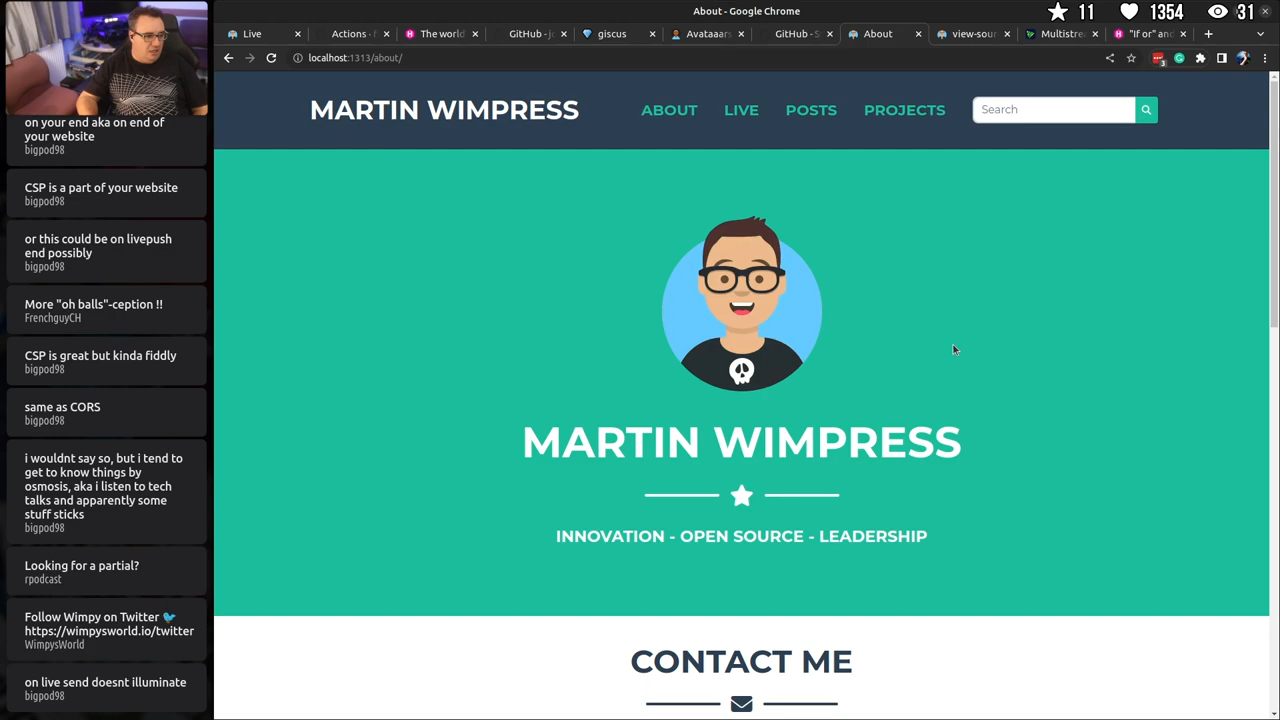 About - Google Chrome
11
1354
31
Live
Actions -
The world
GitHub - j
giscus
Avataaars
GitHub - S
About
view-sour
Multistre
"If or" and
localhost:1313/about/
3
MARTIN WIMPRESS
ABOUT
LIVE
POSTS
PROJECTS
Search
MARTIN WIMPRESS
INNOVATION - OPEN SOURCE - LEADERSHIP
CONTACT ME
on your end aka on end of
your website
bigpod98
CSP is a part of your website
bigpod98
or this could be on livepush
end possibly
bigpod98
More "oh balls"-ception !!
FrenchguyCH
CSP is great but kinda fiddly
bigpod98
same as CORS
bigpod98
i wouldnt say so, but i tend to
get to know things by
osmosis, aka i listen to tech
talks and apparently some
stuff sticks
bigpod98
Looking for a partial?
rpodcast
Follow Wimpy on Twitter 🐦
https://wimpysworld.io/twitter
WimpysWorld
on live send doesnt illuminate
bigpod98